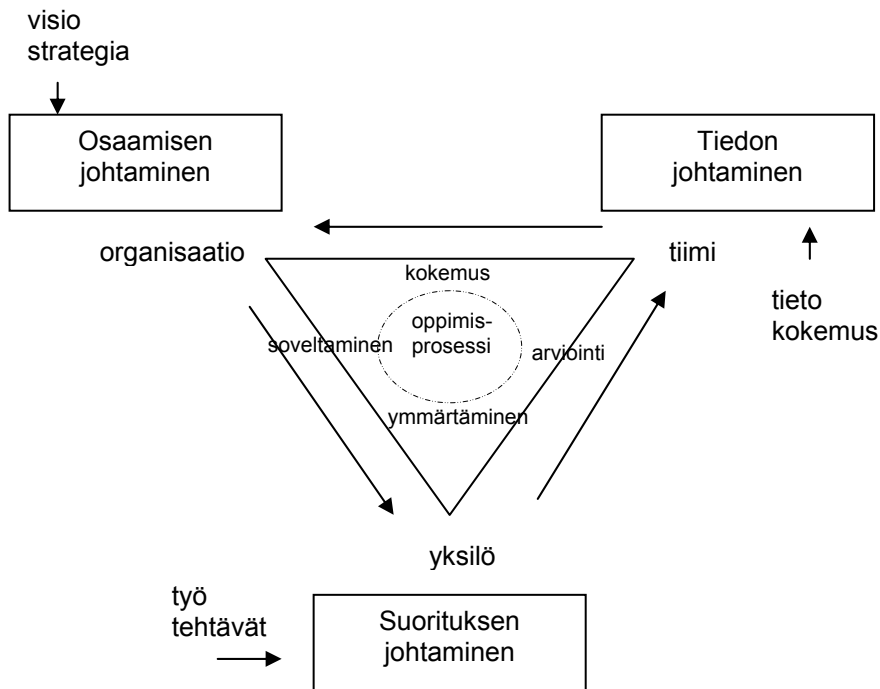 visio
strategia
Osaamisen
johtaminen
Tiedon
johtaminen
organisaatio
tiimi
kokemus
tieto
kokemus
oppimis-
prosessi
soveltaminen
arviointi
ymmärtäminen
yksilö
työ
tehtävät
Suorituksen
johtaminen